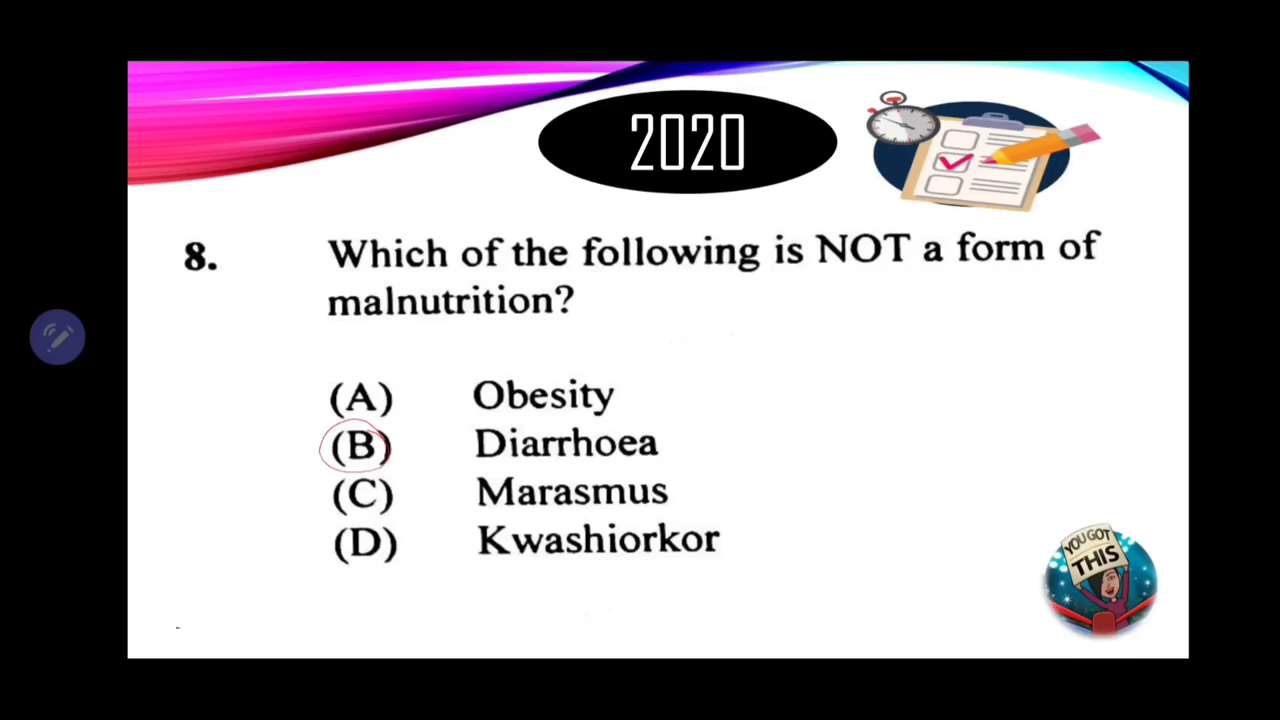 2020
8. Which of the following is NOT a form of
malnutrition?
(A) Obesity
(B) Diarrhoea
(C) Marasmus
(D) Kwashiorkor
YOU GOT
THIS